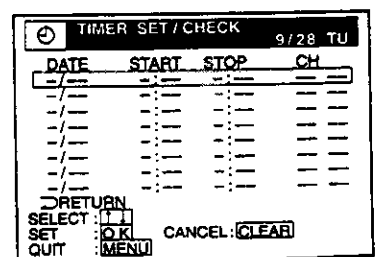 TIMER SET / CHECK
9/28 TU
DATE START STOP CH
-/-- -:-- -:-- -- --
-/-- -:-- -:-- -- --
-/-- -:-- -:-- -- --
-/-- -:-- -:-- -- --
-/-- -:-- -:-- -- --
-/-- -:-- -:-- -- --
-/-- -:-- -:-- -- --
RETURN
SELECT : ↑ ↓
SET : OK CANCEL : CLEAR
QUIT : MENU